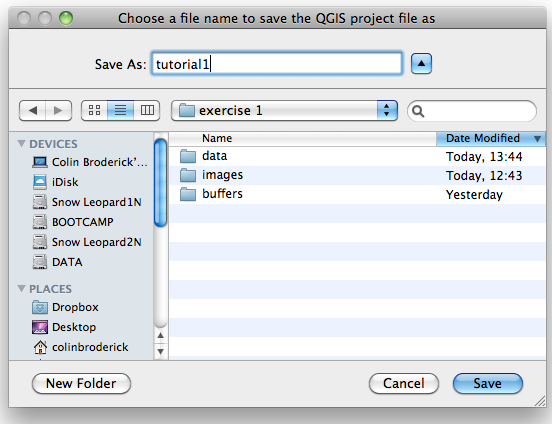 Choose a file name to save the QGIS project file as
Save As: tutorial1
exercise 1
DEVICES
Colin Broderick'...
iDisk
Snow Leopard1N
BOOTCAMP
Snow Leopard2N
DATA
PLACES
Dropbox
Desktop
colinbroderick
Name Date Modified
data Today, 13:44
images Today, 12:43
buffers Yesterday
New Folder Cancel Save